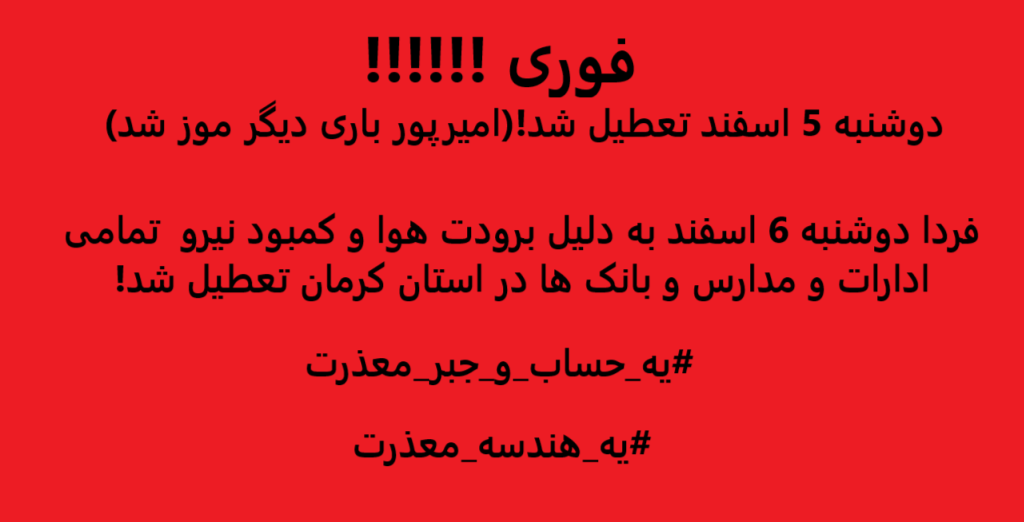 فوری !!!!!!
دوشنبه 5 اسفند تعطیل شد!(امیرپور باری دیگر موز شد)
فردا دوشنبه 6 اسفند به دلیل برودت هوا و کمبود نیرو  تمامی
ادارات و مدارس و بانک ها در استان کرمان تعطیل شد!
#یه_حساب_و_جبر_معذرت
#یه_هندسه_معذرت